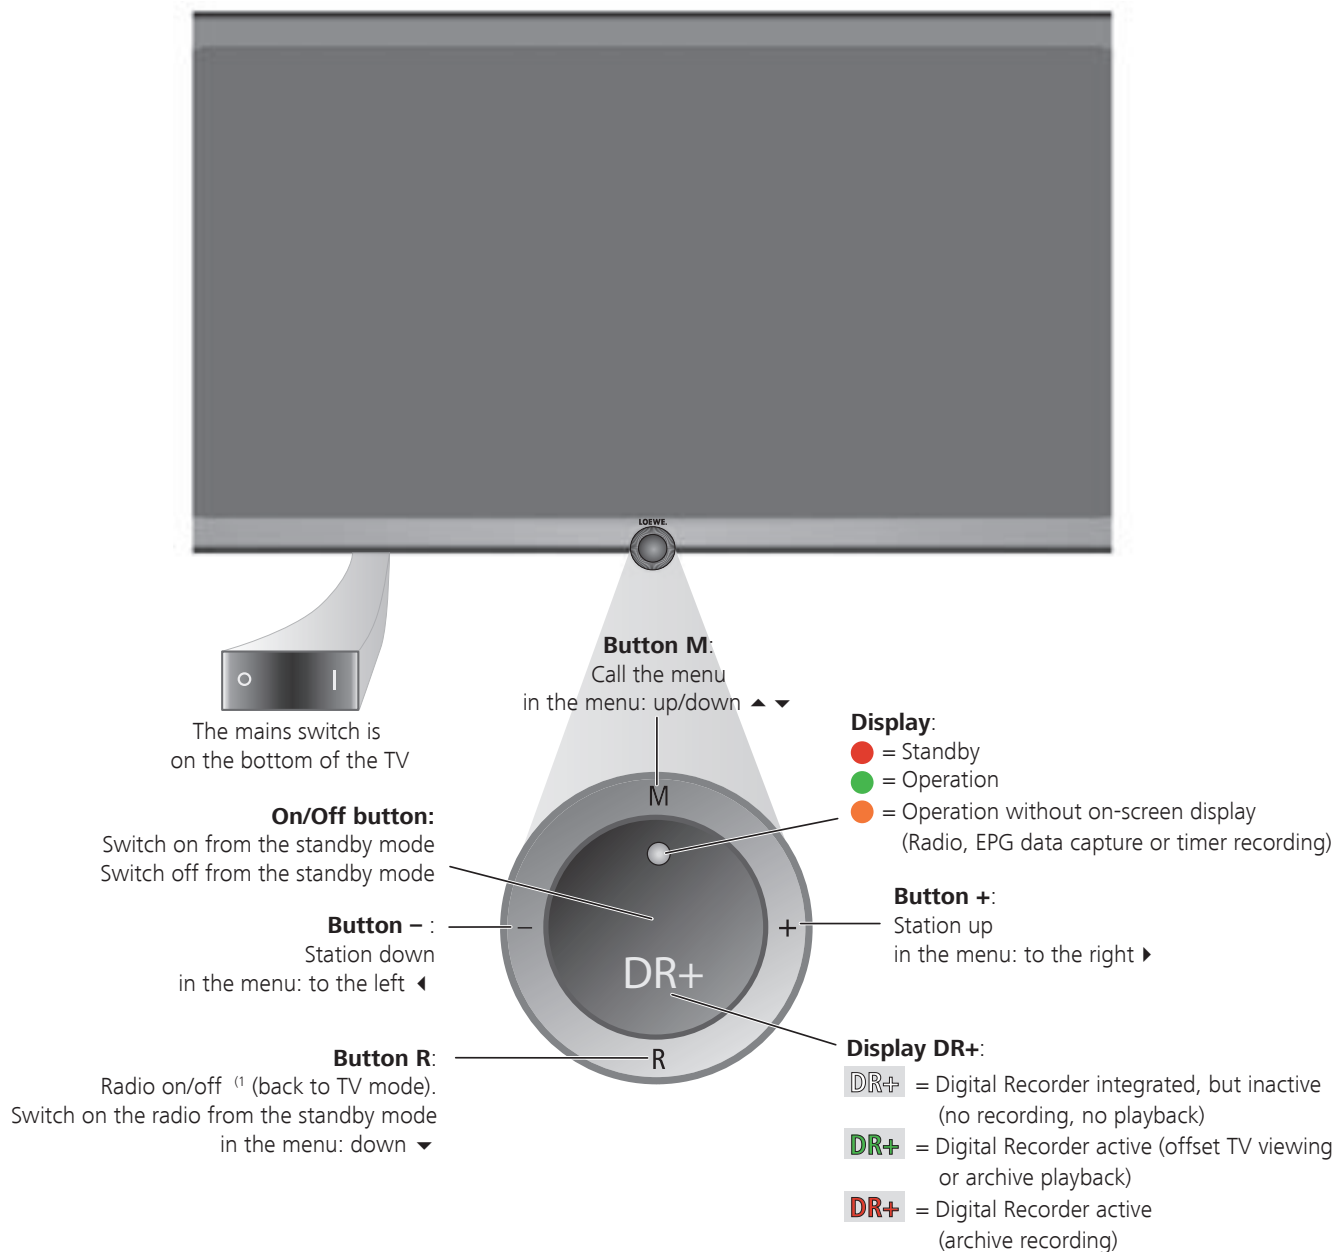 LOEWE.
Button M:
Call the menu
in the menu: up/down ▲ ▼
O I
The mains switch is
on the bottom of the TV
Display:
= Standby
= Operation
= Operation without on-screen display
(Radio, EPG data capture or timer recording)
On/Off button:
Switch on from the standby mode
Switch off from the standby mode
M
Button – :
Station down
in the menu: to the left ◀
–
+
Button +:
Station up
in the menu: to the right ▶
DR+
R
Button R:
Radio on/off (1 (back to TV mode).
Switch on the radio from the standby mode
in the menu: down ▼
Display DR+:
DR+ = Digital Recorder integrated, but inactive
(no recording, no playback)
DR+ = Digital Recorder active (offset TV viewing
or archive playback)
DR+ = Digital Recorder active
(archive recording)